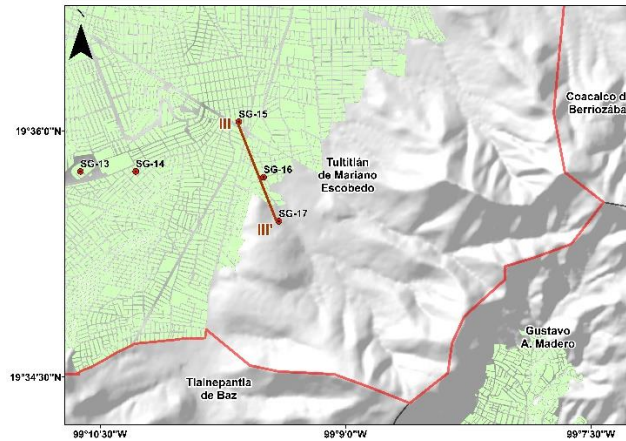 SG-15
III
Coacalco d
Berriozába
19°36'0"N
SG-13
SG-14
SG-16
Tultitlán
de Mariano
Escobedo
SG-17
III'
Gustavo
A. Madero
19°34'30"N
Tlalnepantla
de Baz
99°10'30"W
99°9'0"W
99°7'30"W